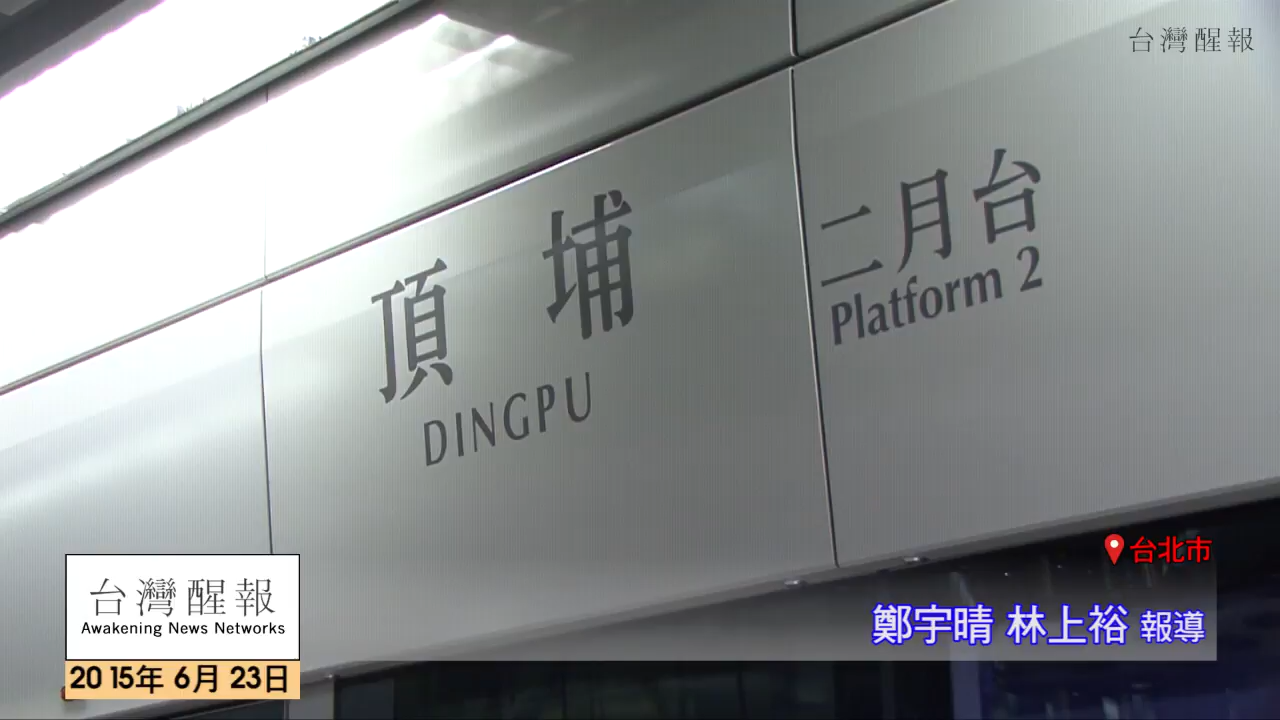 台灣醒報
頂埔
DINGPU
二月台
Platform 2
台北市
鄭宇晴 林上裕 報導
台灣醒報
Awakening News Networks
2015年 6月 23日